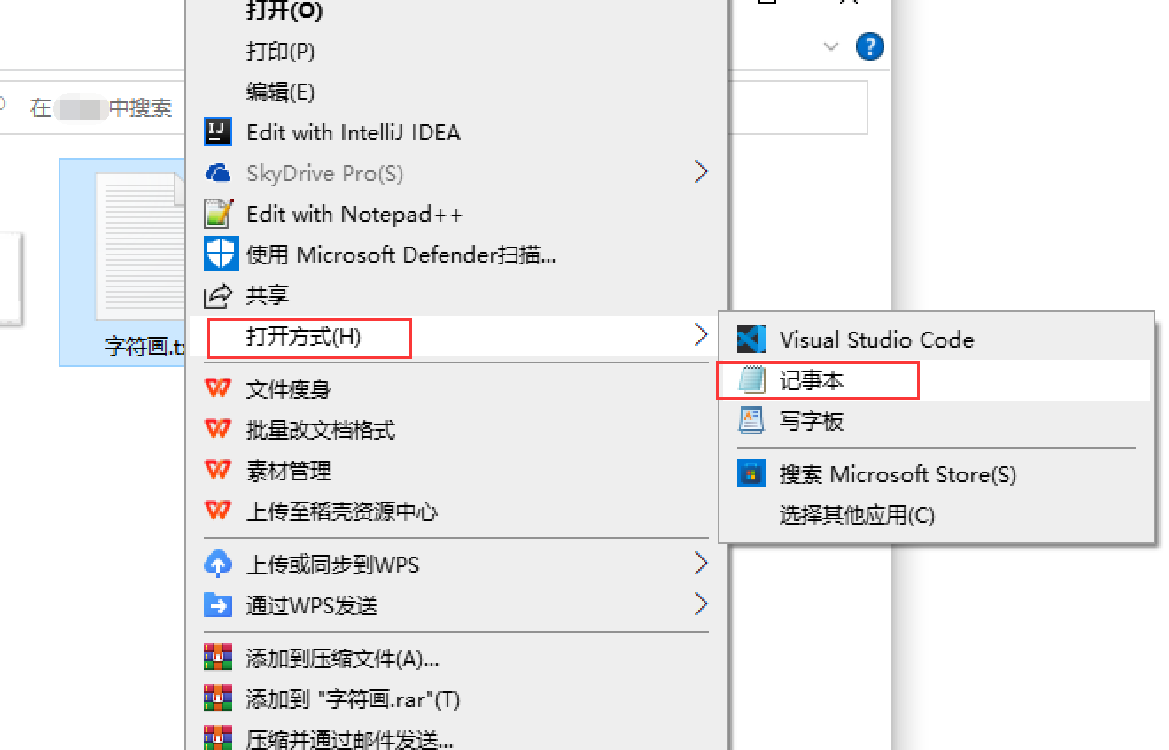 打开(O)
打印(P)
编辑(E)
Edit with IntelliJ IDEA
SkyDrive Pro(S)
Edit with Notepad++
使用 Microsoft Defender扫描...
共享
打开方式(H)
文件瘦身
批量改文档格式
素材管理
上传至稻壳资源中心
上传或同步到WPS
通过WPS发送
添加到压缩文件(A)...
添加到 "字符画.rar"(T)
压缩并通过邮件发送...
在 中搜索
字符画.tx
Visual Studio Code
记事本
写字板
搜索 Microsoft Store(S)
选择其他应用(C)
?
IJ